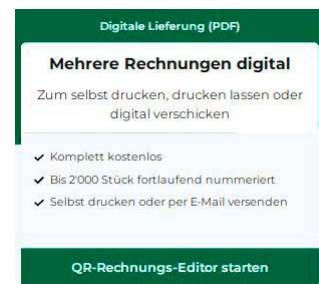 Digitale Lieferung (PDF)
Mehrere Rechnungen digital
Zum selbst drucken, drucken lassen oder
digital verschicken
Komplett kostenlos
Bis 2'000 Stück fortlaufend nummeriert
Selbst drucken oder per E-Mail versenden
QR-Rechnungs-Editor starten